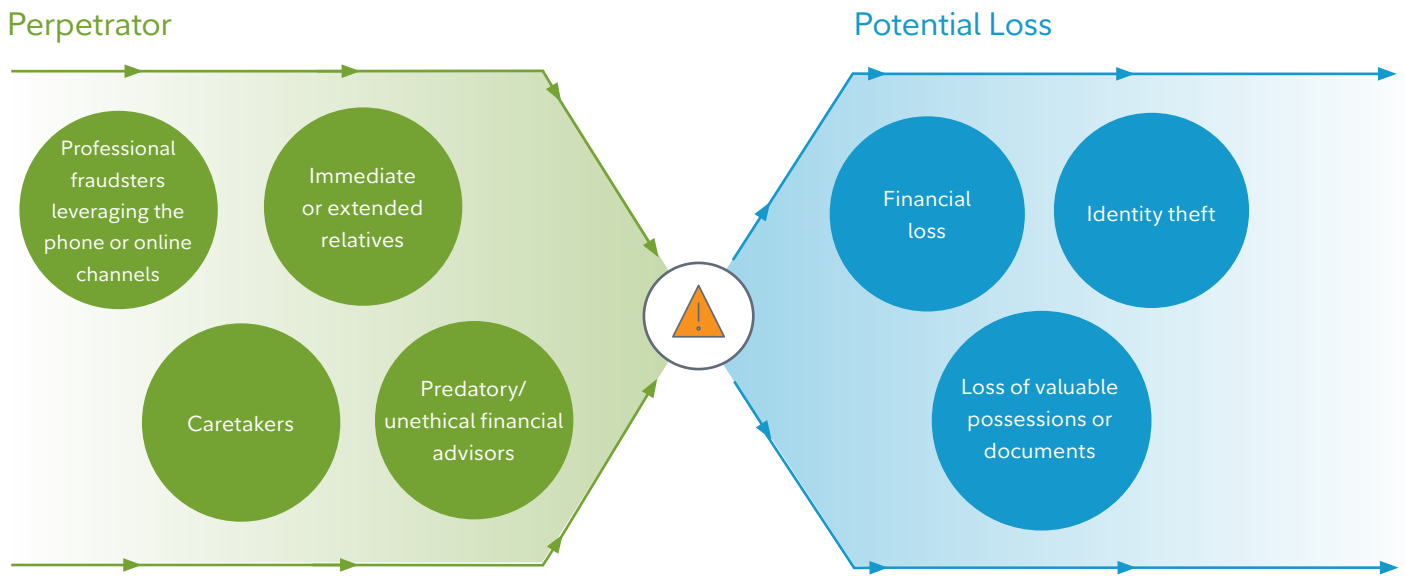 Perpetrator
Professional
fraudsters
leveraging the
phone or online
channels
Immediate
or extended
relatives
Caretakers
Predatory/
unethical financial
advisors
!
Potential Loss
Financial
loss
Identity theft
Loss of valuable
possessions or
documents